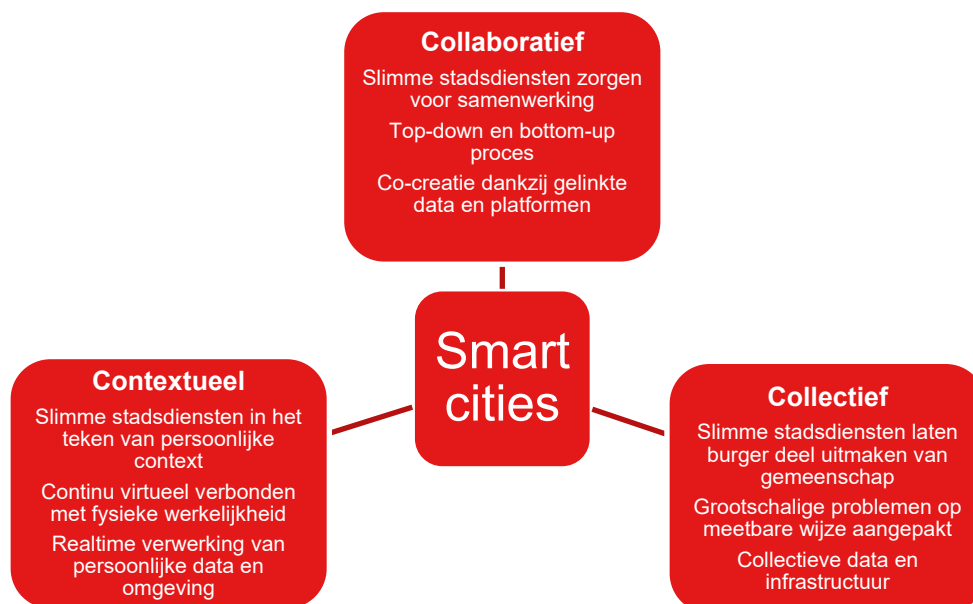 Collaboratief
Slimme stadsdiensten zorgen
voor samenwerking
Top-down en bottom-up
proces
Co-creatie dankzij gelinkte
data en platformen
Smart
cities
Contextueel
Slimme stadsdiensten in het
teken van persoonlijke
context
Continu virtueel verbonden
met fysieke werkelijkheid
Realtime verwerking van
persoonlijke data en
omgeving
Collectief
Slimme stadsdiensten laten
burger deel uitmaken van
gemeenschap
Grootschalige problemen op
meetbare wijze aangepakt
Collectieve data en
infrastructuur